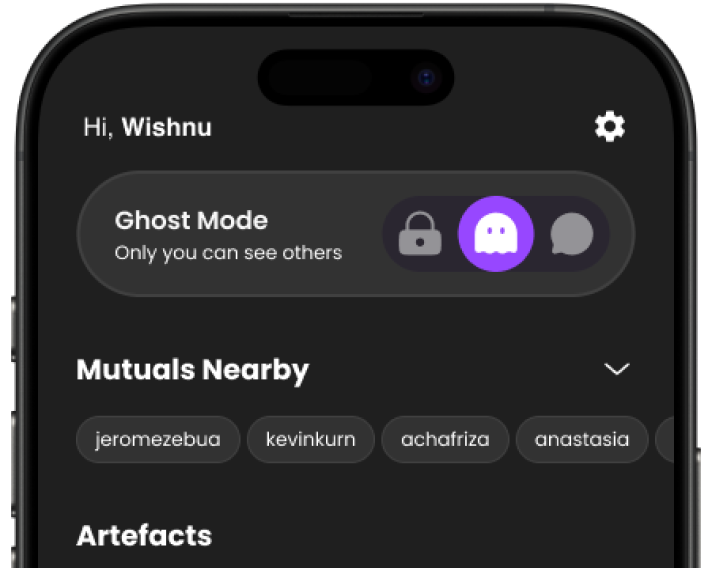 Hi, Wishnu
Ghost Mode
Only you can see others
Mutuals Nearby
jeromezebua kevinkurn achafriza anastasia
Artefacts